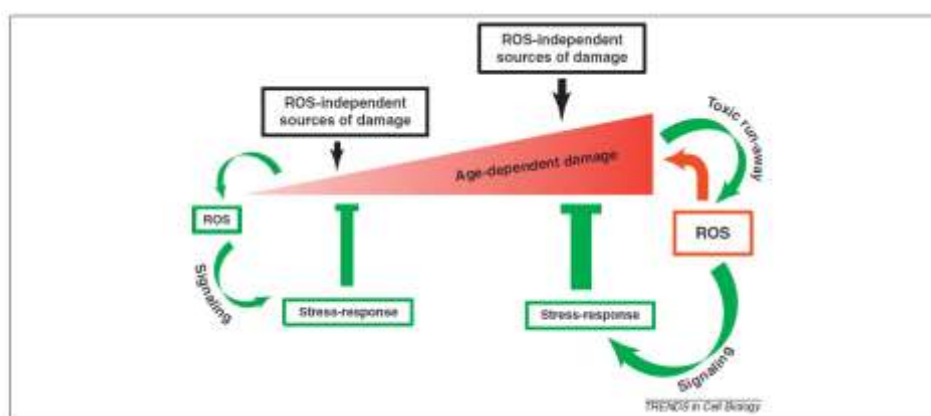 ROS-independent
sources of damage
ROS-independent
sources of damage
Toxic run-away
Age-dependent damage
ROS
ROS
Signaling
Stress-response
Stress-response
Signaling
TRENDS in Cell Biology